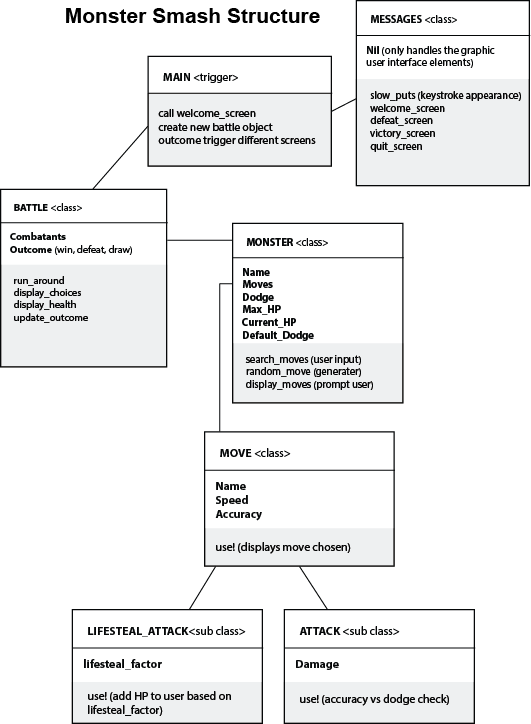 Monster Smash Structure
MESSAGES <class>
Nil (only handles the graphic
user interface elements)
slow_puts (keystroke appearance)
welcome_screen
defeat_screen
victory_screen
quit_screen
MAIN <trigger>
call welcome_screen
create new battle object
outcome trigger different screens
BATTLE <class>
Combatants
Outcome (win, defeat, draw)
run_around
display_choices
display_health
update_outcome
MONSTER <class>
Name
Moves
Dodge
Max_HP
Current_HP
Default_Dodge
search_moves (user input)
random_move (generater)
display_moves (prompt user)
MOVE <class>
Name
Speed
Accuracy
use! (displays move chosen)
LIFESTEAL_ATTACK<sub class>
lifesteal_factor
use! (add HP to user based on
lifesteal_factor)
ATTACK <sub class>
Damage
use! (accuracy vs dodge check)